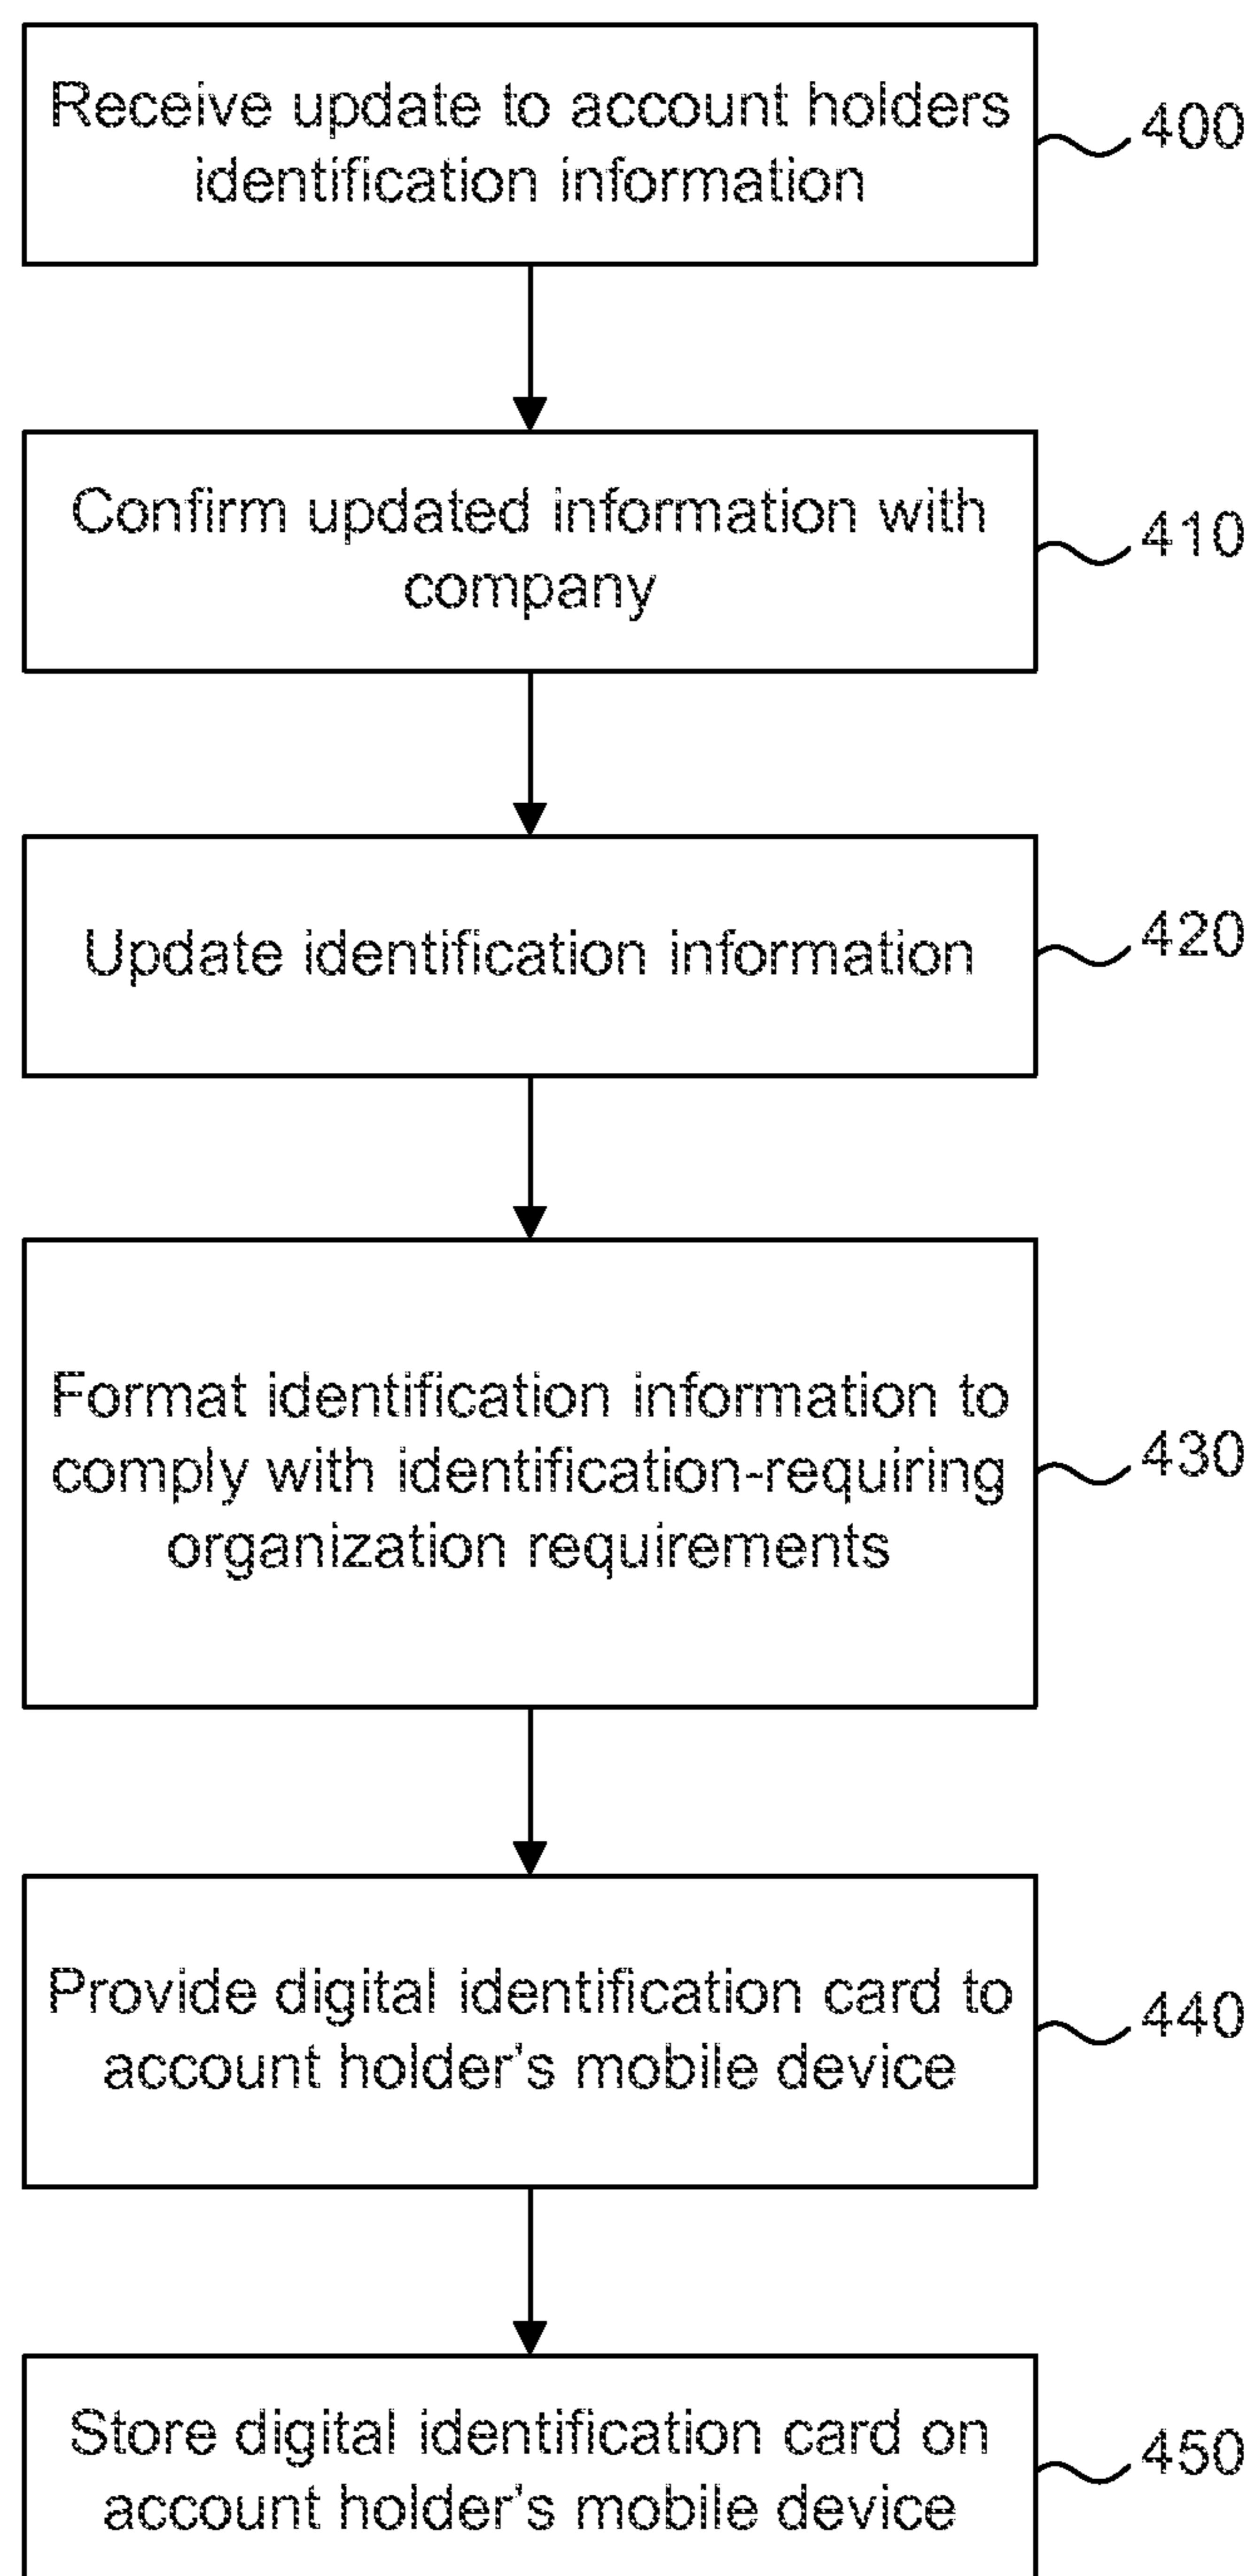 Receive update to account holders
identification information
400
Confirm updated information with
company
410
Update identification information
420
Format identification information to
comply with identification-requiring
organization requirements
430
Provide digital identification card to
account holder's mobile device
440
Store digital identification card on
account holder's mobile device
450